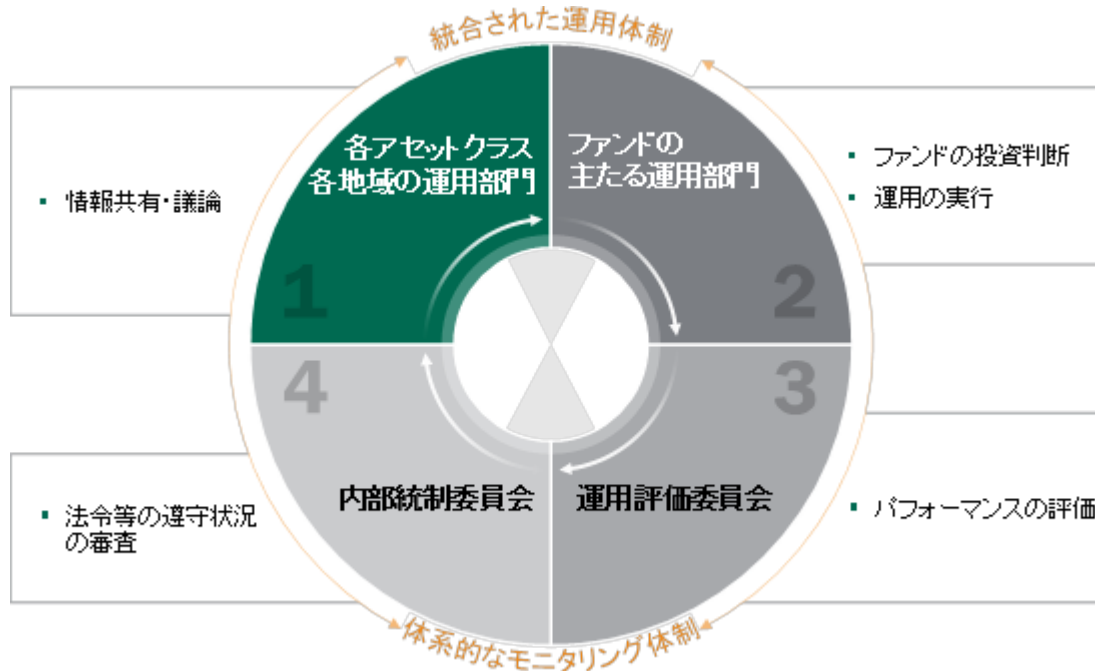 統合された運用体制
各アセットクラス
各地域の運用部門
ファンドの
主たる運用部門
▪ 情報共有・議論
▪ ファンドの投資判断
▪ 運用の実行
1
2
4
3
内部統制委員会
運用評価委員会
▪ 法令等の遵守状況
の審査
▪ パフォーマンスの評価
体系的なモニタリング体制